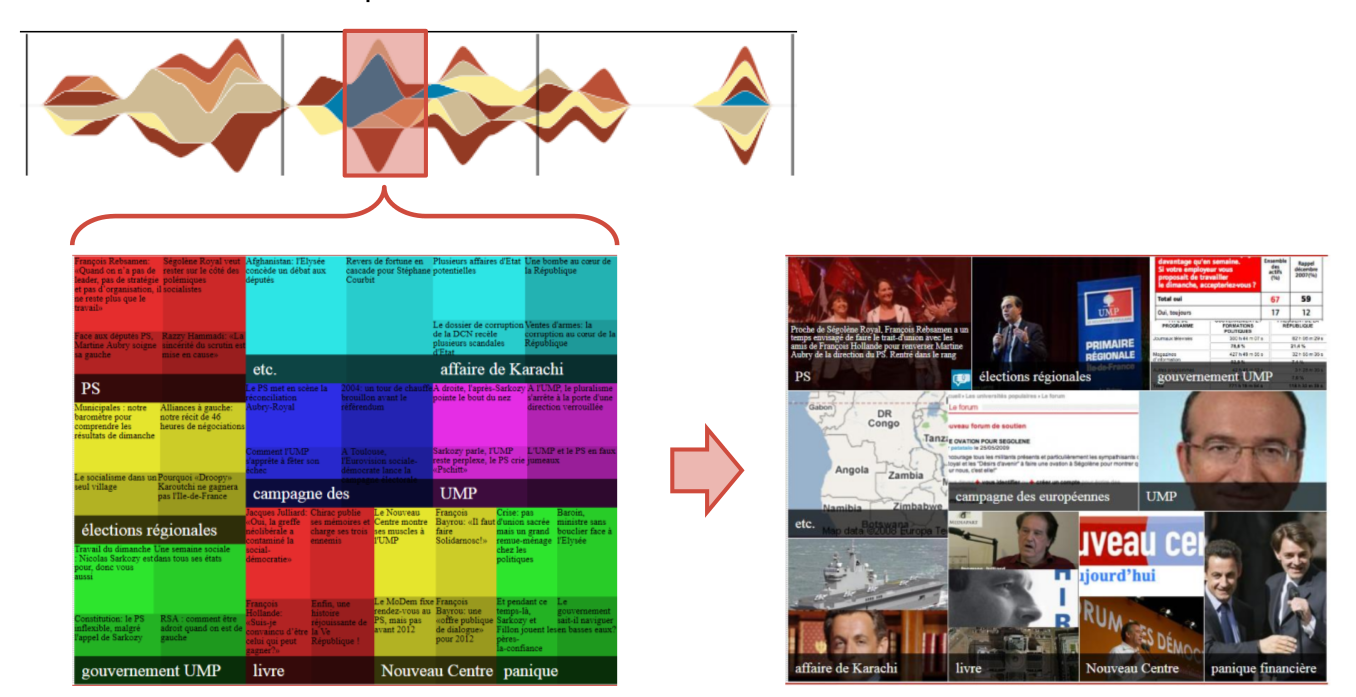 François Rebsamen:
«Quand on n'a pas de
leader, pas de stratégie
et pas d'organisation, il
ne reste plus que le
travail»
Ségolène Royal veut
rester sur le côté des
polémiques
socialistes
Face aux députés PS,
Martine Aubry soigne
sa gauche
Razzy Hammadi: «La
sincérité du scrutin est
mise en cause»
PS
Afghanistan: l'Elysée
concède un débat aux
députés
Revers de fortune en
cascade pour Stéphane
Courbit
etc.
Plusieurs affaires d'Etat
potentielles
Une bombe au cœur de
la République
Le dossier de corruption
de la DCN recèle
plusieurs scandales
d'Etat
Ventes d'armes: la
corruption au cœur de la
République
affaire de Karachi
Municipales : notre
baromètre pour
comprendre les
résultats de dimanche
Alliances à gauche:
notre récit de 46
heures de négociations
Le socialisme dans un
seul village
Pourquoi «Droopy»
Karoutchi ne gagnera
pas l'Ile-de-France
élections régionales
Le PS met en scène la
réconciliation
Aubry-Royal
2004: un tour de chauffe
brouillon avant le
référendum
Comment l'UMP
s'apprête à fêter son
échec
A Toulouse,
l'Eurovision sociale-
démocrate lance la
campagne des
A droite, l'après-Sarkozy
pointe le bout du nez
A l'UMP, le pluralisme
s'arrête à la porte d'une
direction verrouillée
Sarkozy parle, l'UMP
reste perplexe, le PS crie
«Pschitt»
L'UMP et le PS en faux
jumeaux
UMP
Travail du dimanche
: Nicolas Sarkozy est
pour, donc vous
aussi
Une semaine sociale
dans tous ses états
Constitution: le PS
inflexible, malgré
l'appel de Sarkozy
RSA : comment être
adroit quand on est de
gauche
gouvernement UMP
Jacques Julliard:
«Oui, la greffe
néolibérale a
contaminé la
social-
démocratie»
Chirac publie
ses mémoires et
charge ses trois
ennemis
François
Hollande:
«Suis-je
convaincu d'être
celui qui peut
gagner?»
Enfin, une
histoire
réjouissante de
la Ve
République !
livre
Le Nouveau
Centre montre
ses muscles à
l'UMP
François
Bayrou: «Il faut
faire
Solidarnosc!»
Le MoDem fixe
rendez-vous au
PS, mais pas
avant 2012
François
Bayrou: une
«offre publique
de dialogue»
pour 2012
Nouveau Centre
Crise: pas
d'union sacrée
mais un grand
remue-ménage
chez les
politiques
Baroin,
ministre sans
bouclier face à
l'Elysée
Et pendant ce
temps-là,
Sarkozy et
Fillon jouent les
pères-
la-confiance
Le
gouvernement
sait-il naviguer
en basses eaux?
panique
Proche de Ségolène Royal, François Rebsamen a un
temps envisagé de faire le trait-d'union avec les
amis de François Hollande pour renverser Martine
Aubry de la direction du PS. Rentré dans le rang
PS
UMP
PRIMAIRE
RÉGIONALE
Île-de-France
élections régionales
davantage qu'en semaine.
Si votre employeur vous
proposait de travailler
le dimanche, accepteriez-vous ?
Ensemble
des
actifs
(%)
Rappel
décembre
2007(%)
Total oui 67 59
Oui, toujours 17 12
PROGRAMME
FORMATIONS
POLITIQUES
gouvernement UMP
Gabon
DR
Congo
Tanz
Angola
Zambia
Namibia
Zimbabwe
Botswana
Map data ©2008 Europa Te
etc.
Le forum
uveau forum de soutien
E OVATION POUR SEGOLENE
campagne des européennes
UMP
affaire de Karachi
livre
uveau cen
ujourd'hui
RUM DES DÉMOC
Nouveau Centre
panique financière